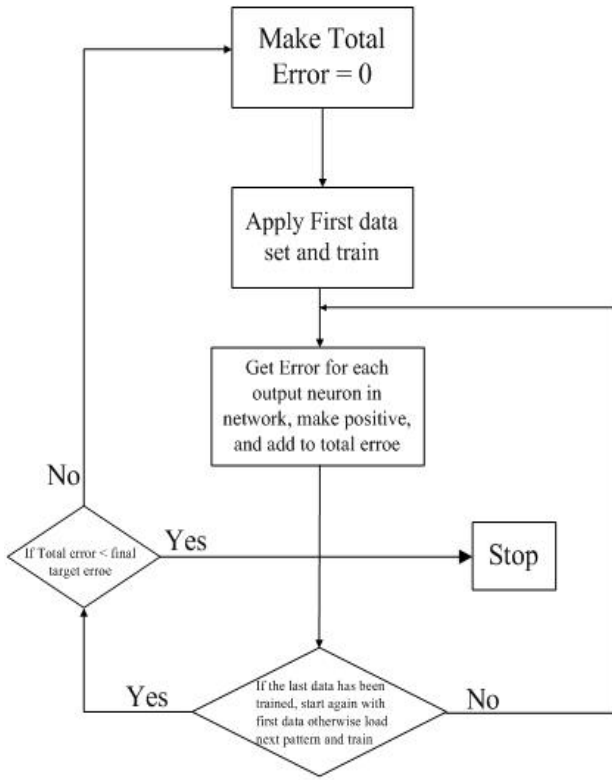 Make Total
Error = 0
Apply First data
set and train
Get Error for each
output neuron in
network, make positive,
and add to total erroe
No
If Total error < final
target erroe
Yes
Stop
Yes
If the last data has been
trained, start again with
first data otherwise load
next pattern and train
No